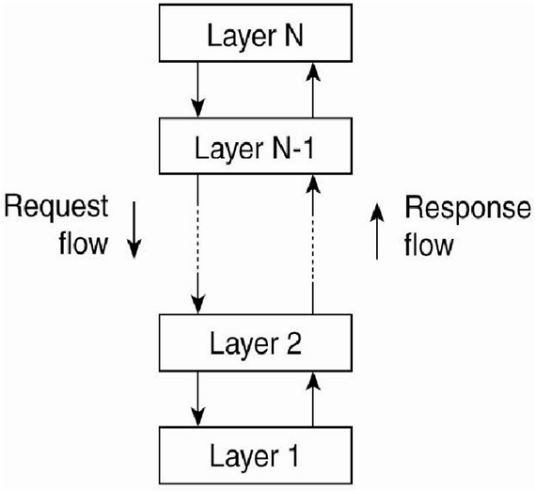 Layer N
Layer N-1
Request
flow
Response
flow
Layer 2
Layer 1